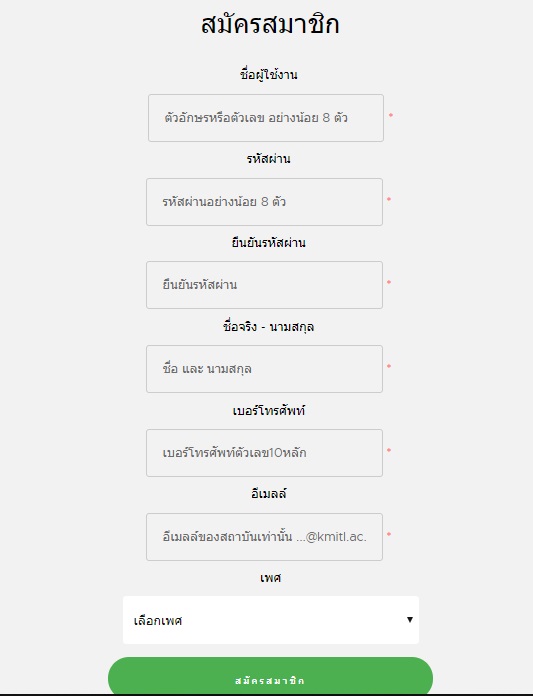 สมัครสมาชิก
ชื่อผู้ใช้งาน
ตัวอักษรหรือตัวเลข อย่างน้อย 8 ตัว *
รหัสผ่าน
รหัสผ่านอย่างน้อย 8 ตัว *
ยืนยันรหัสผ่าน
ยืนยันรหัสผ่าน *
ชื่อจริง - นามสกุล
ชื่อ และ นามสกุล *
เบอร์โทรศัพท์
เบอร์โทรศัพท์ตัวเลข10หลัก *
อีเมลล์
อีเมลล์ของสถาบันเท่านั้น ...@kmitl.ac. *
เพศ
เลือกเพศ
สมัครสมาชิก